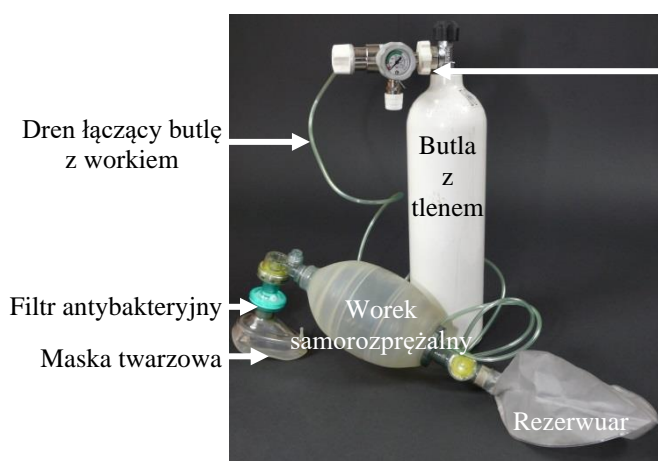 Dren łączący butlę
z workiem
Butla
z
tlenem
Filtr antybakteryjny
Maska twarzowa
Worek
samorozprężalny
Rezerwuar